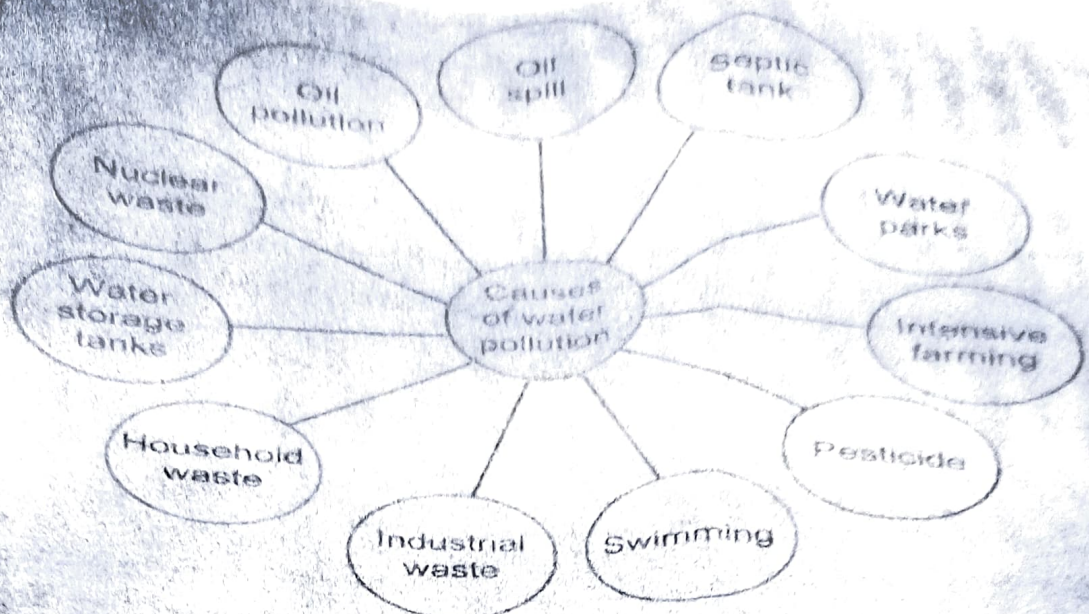 Oil
pollution
Oil
spill
Septic
tank
Nuclear
waste
Water
parks
Water
storage
tanks
Causes
of water
pollution
Intensive
farming
Household
waste
Pesticide
Industrial
waste
Swimming